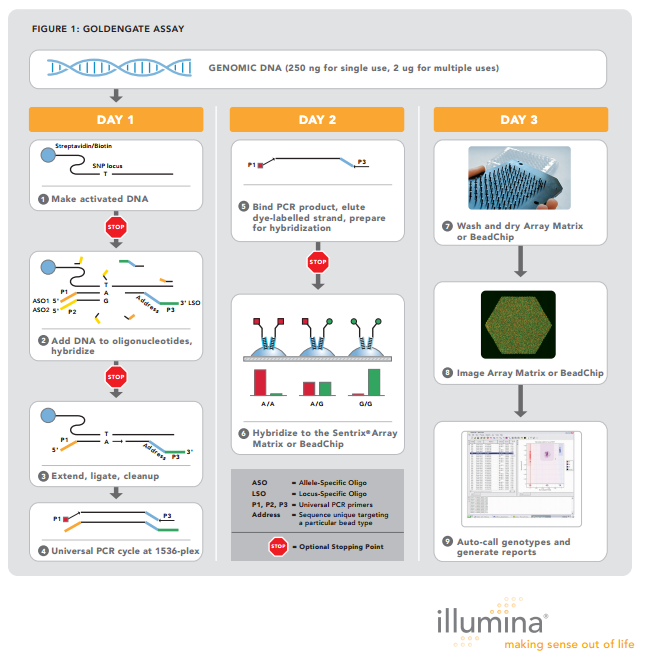 FIGURE 1: GOLDENGATE ASSAY
GENOMIC DNA (250 ng for single use, 2 ug for multiple uses)
DAY 1
Streptavidin/Biotin
SNP locus
T
1 Make activated DNA
STOP
T
P1
A
ASO1 5'
G
Address
3' LSO
ASO2 5'
P2
P3
2 Add DNA to oligonucleotides,
hybridize
STOP
T
P1
A
5'
Address
P3
3'
3 Extend, ligate, cleanup
P1
P3
4 Universal PCR cycle at 1536-plex
DAY 2
P1
P3
5 Bind PCR product, elute
dye-labelled strand, prepare
for hybridization
STOP
A/A
A/G
G/G
6 Hybridize to the Sentrix® Array
Matrix or BeadChip
ASO = Allele-Specific Oligo
LSO = Locus-Specific Oligo
P1, P2, P3 = Universal PCR primers
Address = Sequence unique targeting
a particular bead type
STOP = Optional Stopping Point
DAY 3
7 Wash and dry Array Matrix
or BeadChip
8 Image Array Matrix or BeadChip
9 Auto-call genotypes and
generate reports
illumina®
making sense out of life